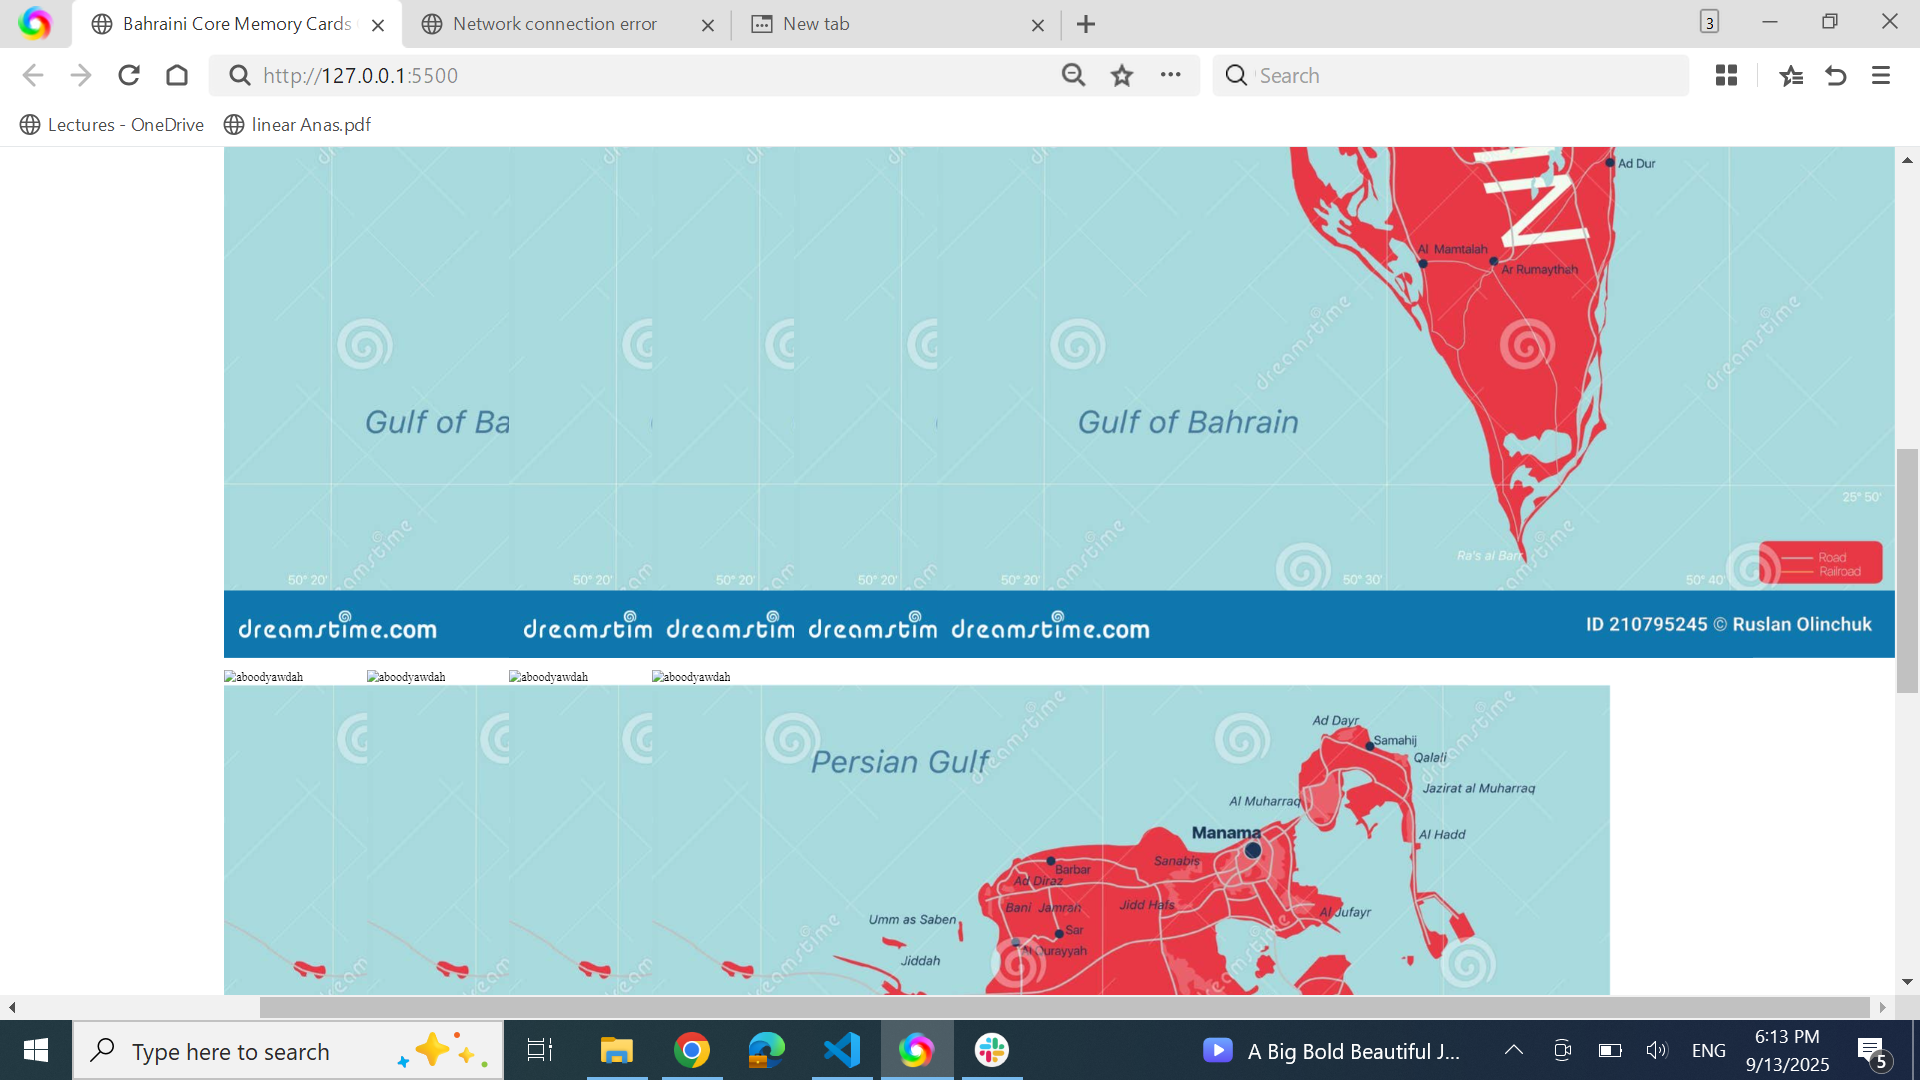 Bahraini Core Memory Cards
Network connection error
New tab
3
http://127.0.0.1:5500
Search
Lectures - OneDrive
linear Anas.pdf
Ad Dur
Al Mamtalah
Ar Rumaythah
dreamstime
dreamstime
Gulf of Ba
Gulf of Bahrain
25° 50'
Ra's al Barr
Road
Railroad
50° 20'
50° 20'
50° 20'
50° 20'
50° 20'
50° 30'
50° 40'
dreamstime.com
dreamstim
dreamstim
dreamstim
dreamstime.com
ID 210795245 © Ruslan Olinchuk
aboodyawdah
aboodyawdah
aboodyawdah
aboodyawdah
Persian Gulf
Ad Dayr
Samahij
Qalali
Jazirat al Muharraq
Al Muharraq
Manama
Al Hadd
Sanabis
Barbar
Ad Diraz
Bani Jamran
Jidd Hafs
Al Jufayr
Umm as Saben
Sar
Al Qurayyah
Jiddah
Type here to search
A Big Bold Beautiful J...
ENG
6:13 PM
9/13/2025
5